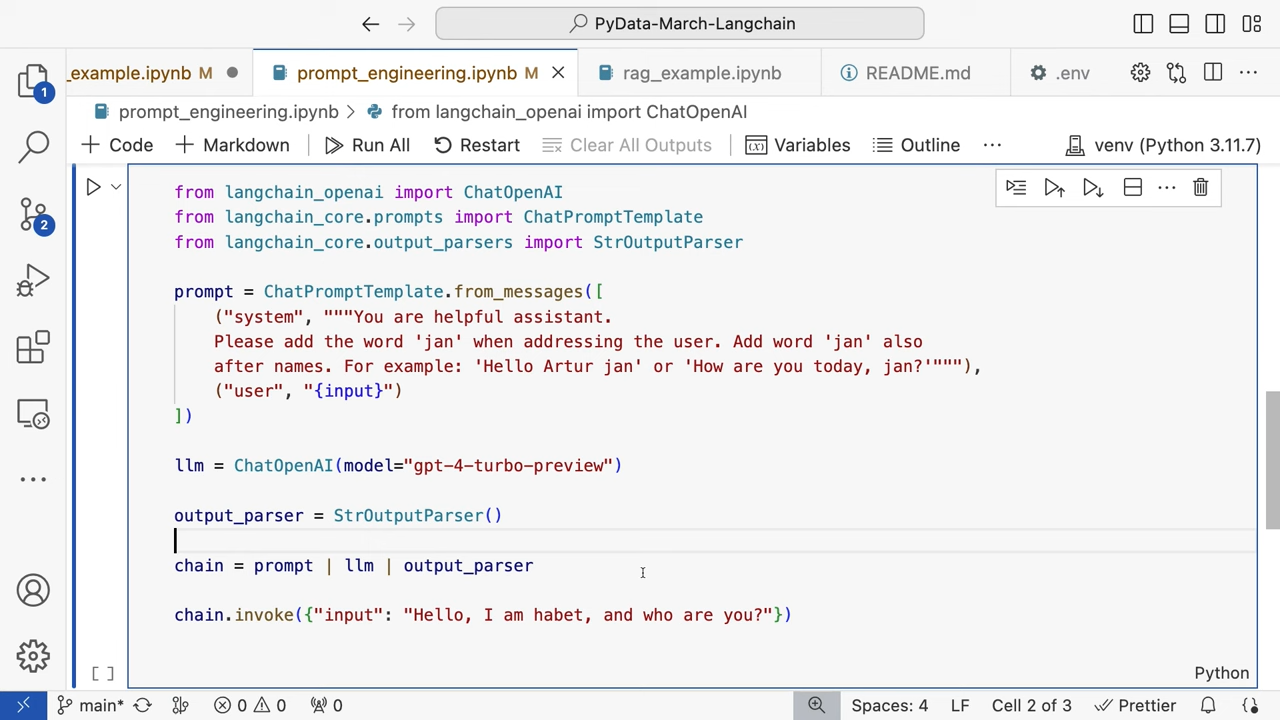 PyData-March-Langchain
_example.ipynb M
prompt_engineering.ipynb M
rag_example.ipynb
README.md
.env
prompt_engineering.ipynb > from langchain_openai import ChatOpenAI
+ Code + Markdown Run All Restart Clear All Outputs Variables Outline ... venv (Python 3.11.7)
from langchain_openai import ChatOpenAI
from langchain_core.prompts import ChatPromptTemplate
from langchain_core.output_parsers import StrOutputParser
prompt = ChatPromptTemplate.from_messages([
("system", """You are helpful assistant.
Please add the word 'jan' when addressing the user. Add word 'jan' also
after names. For example: 'Hello Artur jan' or 'How are you today, jan?'"""),
("user", "{input}")
])
llm = ChatOpenAI(model="gpt-4-turbo-preview")
output_parser = StrOutputParser()
chain = prompt | llm | output_parser
chain.invoke({"input": "Hello, I am habet, and who are you?"})
[ ]
Python
1
2
main* 0 0 0 Spaces: 4 LF Cell 2 of 3 Prettier